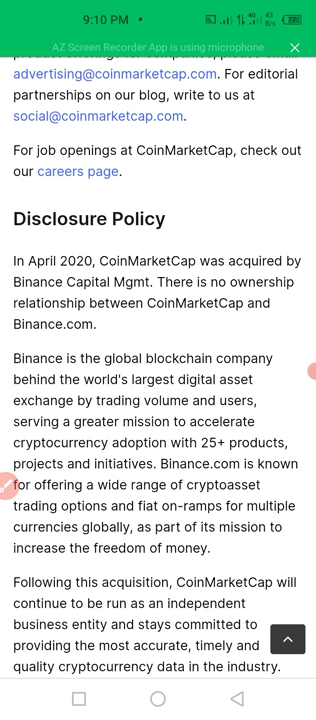 9:10 PM •
4G 43 B/s
AZ Screen Recorder App is using microphone
advertising@coinmarketcap.com. For editorial
partnerships on our blog, write to us at
social@coinmarketcap.com.
For job openings at CoinMarketCap, check out
our careers page.
Disclosure Policy
In April 2020, CoinMarketCap was acquired by
Binance Capital Mgmt. There is no ownership
relationship between CoinMarketCap and
Binance.com.
Binance is the global blockchain company
behind the world's largest digital asset
exchange by trading volume and users,
serving a greater mission to accelerate
cryptocurrency adoption with 25+ products,
projects and initiatives. Binance.com is known
for offering a wide range of cryptoasset
trading options and fiat on-ramps for multiple
currencies globally, as part of its mission to
increase the freedom of money.
Following this acquisition, CoinMarketCap will
continue to be run as an independent
business entity and stays committed to
providing the most accurate, timely and
quality cryptocurrency data in the industry.